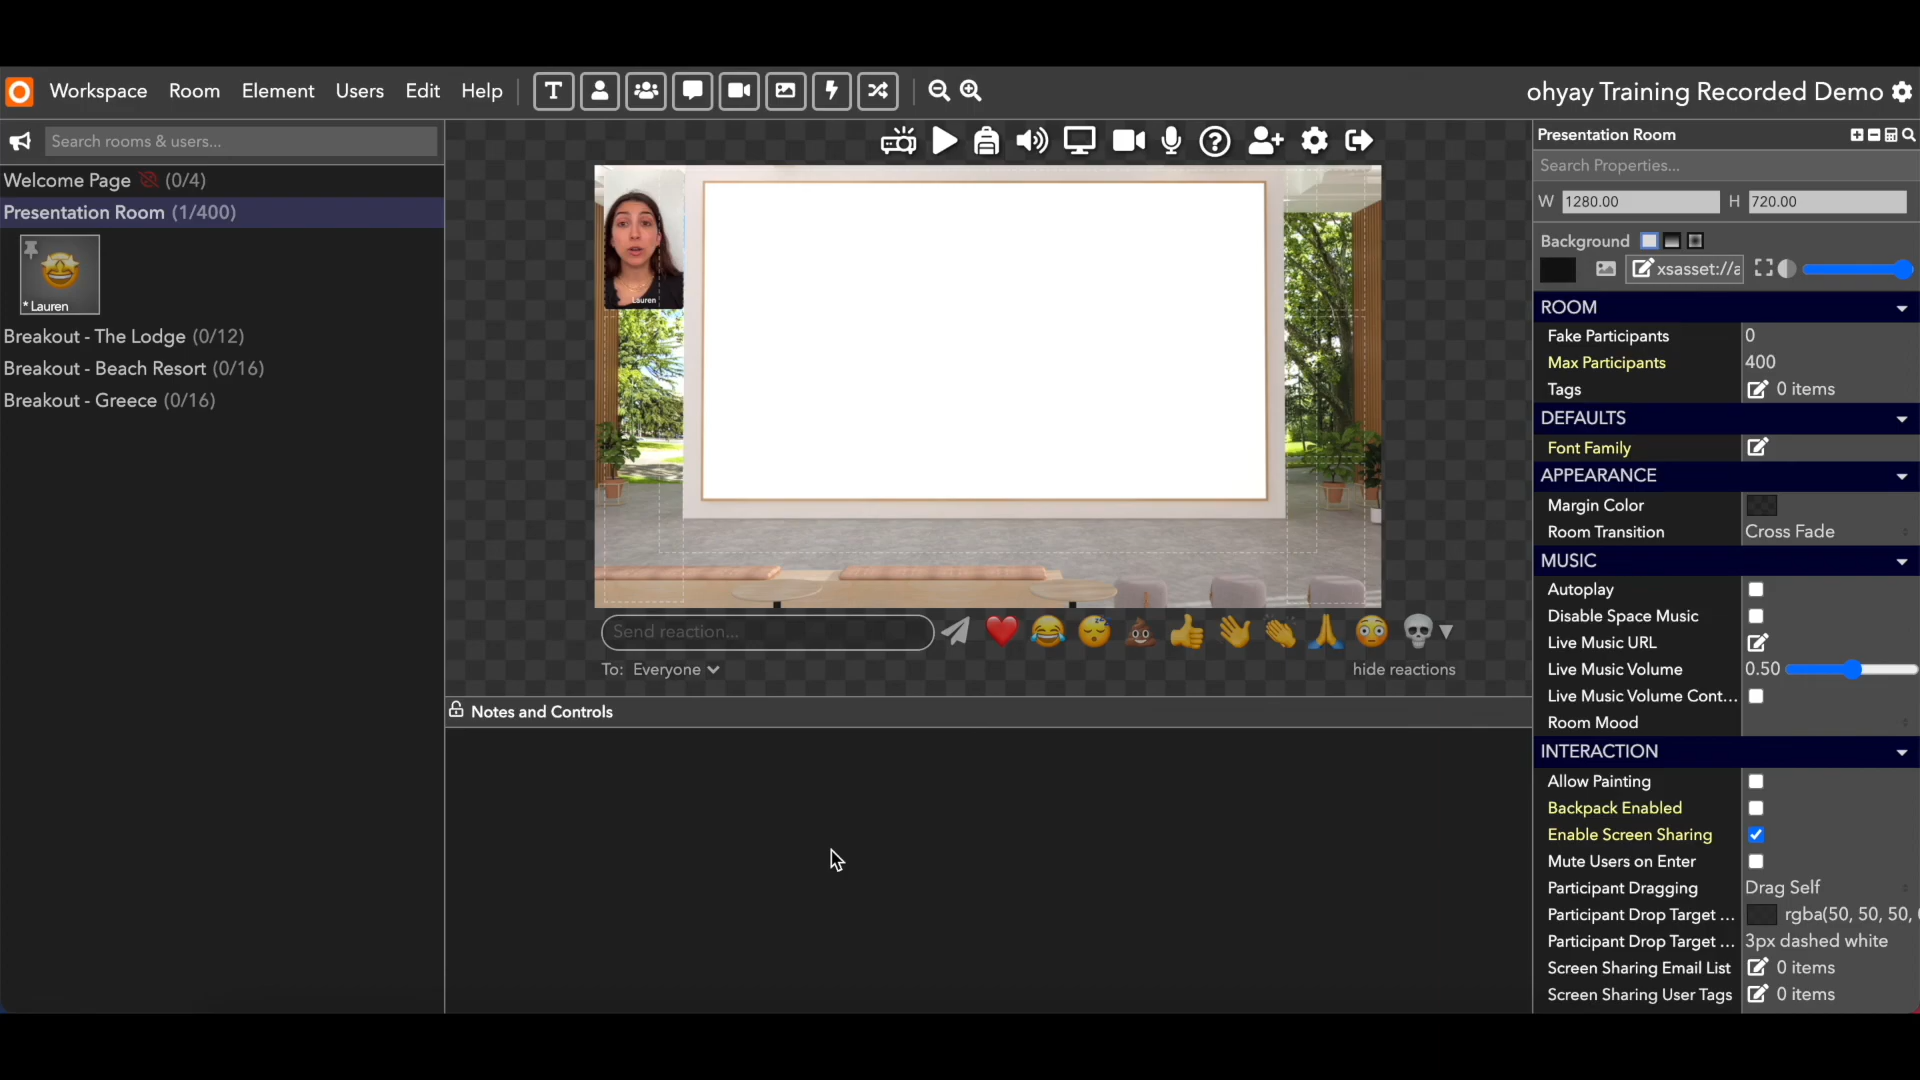 Workspace Room Element Users Edit Help
ohyay Training Recorded Demo
Search rooms & users...
Welcome Page (0/4)
Presentation Room (1/400)
* Lauren
Breakout - The Lodge (0/12)
Breakout - Beach Resort (0/16)
Breakout - Greece (0/16)
Lauren
Send reaction...
To: Everyone
hide reactions
Notes and Controls
Presentation Room
Search Properties...
W 1280.00 H 720.00
Background
xsasset://a
ROOM
Fake Participants 0
Max Participants 400
Tags 0 items
DEFAULTS
Font Family
APPEARANCE
Margin Color
Room Transition Cross Fade
MUSIC
Autoplay
Disable Space Music
Live Music URL
Live Music Volume 0.50
Live Music Volume Cont...
Room Mood
INTERACTION
Allow Painting
Backpack Enabled
Enable Screen Sharing
Mute Users on Enter
Participant Dragging Drag Self
Participant Drop Target ... rgba(50, 50, 50,
Participant Drop Target ... 3px dashed white
Screen Sharing Email List 0 items
Screen Sharing User Tags 0 items